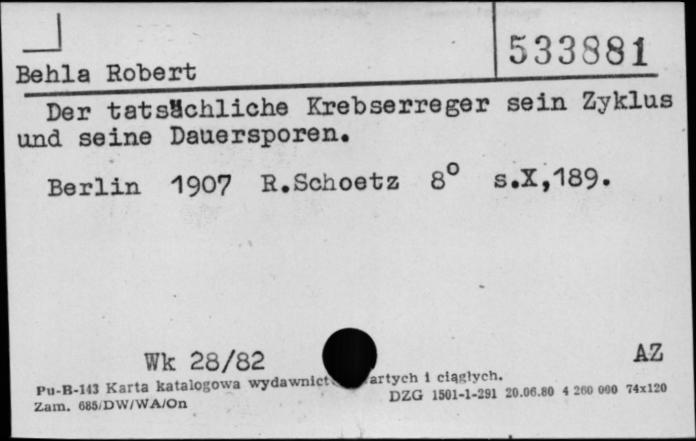 533881
Behla Robert
Der tatsächliche Krebserreger sein Zyklus
und seine Dauersporen.
Berlin 1907 R.Schoetz 8° s.X,189.
Wk 28/82
AZ
Pu-B-143 Karta katalogowa wydawnict artych i ciągłych.
Zam. 685/DW/WA/On
DZG 1501-1-291 20.06.80 4 260 000 74x120